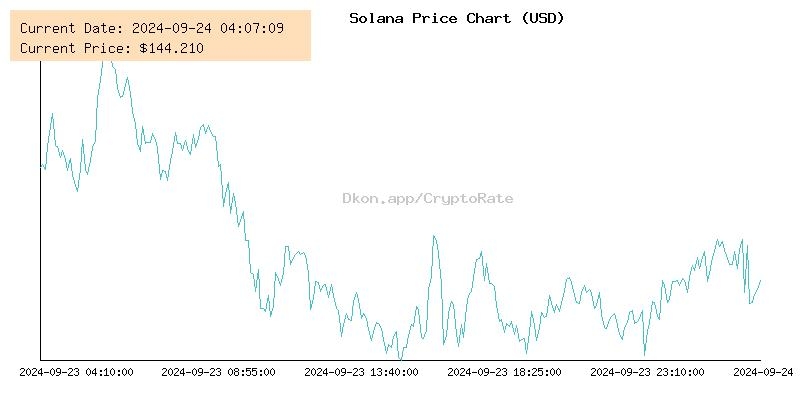 Solana Price Chart (USD)
Current Date: 2024-09-24 04:07:09
Current Price: $144.210
Dkon.app/CryptoRate
2024-09-23 04:10:00 2024-09-23 08:55:00 2024-09-23 13:40:00 2024-09-23 18:25:00 2024-09-23 23:10:00 2024-09-24